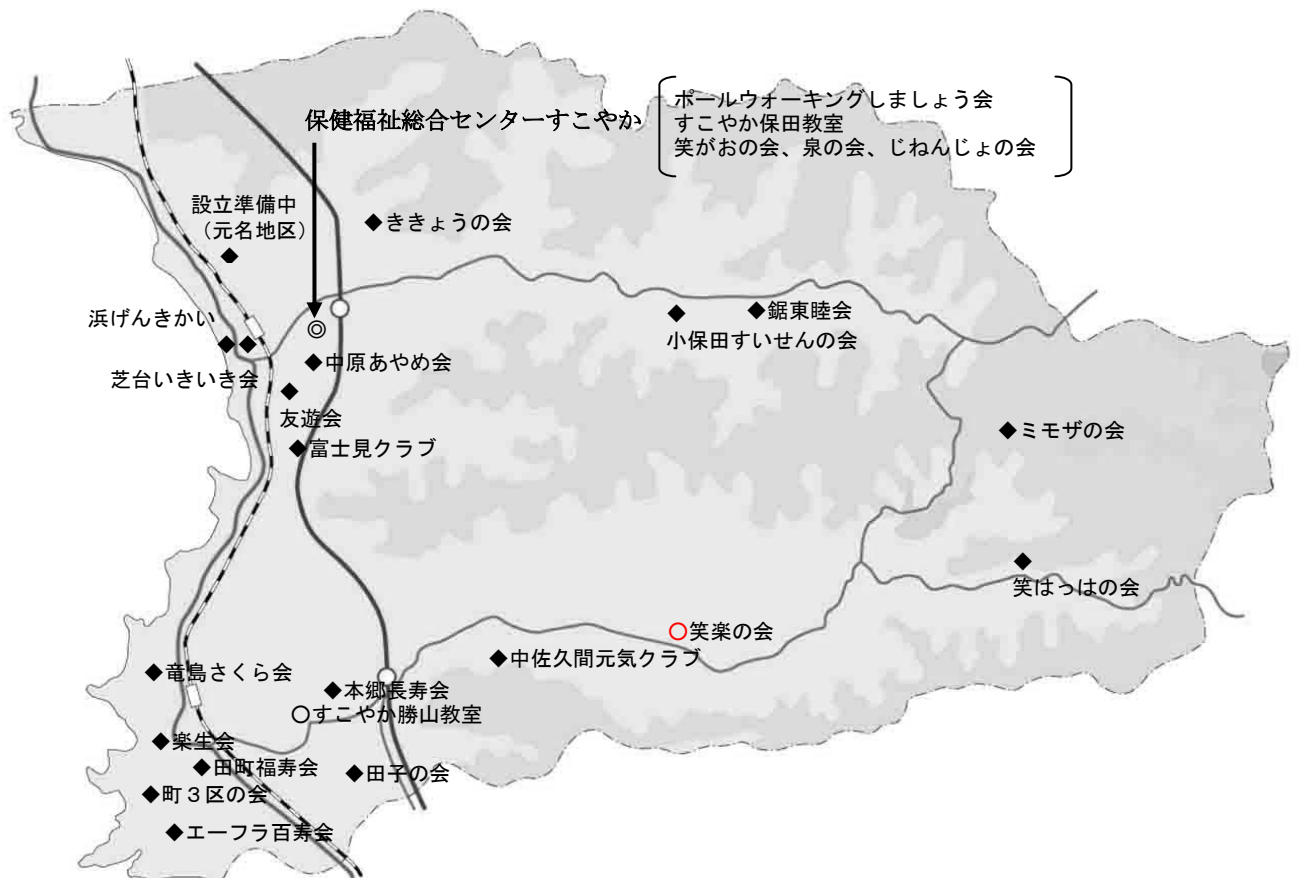 保健福祉総合センターすこやか
ポールウォーキングしましょう会
すこやか保田教室
笑がおの会、泉の会、じねんじょの会
設立準備中
（元名地区）
◆ききょうの会
浜げんきかい
芝台いきいき会
◆中原あやめ会
友遊会
◆富士見クラブ
小保田すいせんの会
◆鋸東睦会
◆ミモザの会
笑はっはの会
○笑楽の会
◆中佐久間元気クラブ
◆竜島さくら会
◆本郷長寿会
○すこやか勝山教室
◆楽生会
◆田町福寿会
◆田子の会
◆町３区の会
◆エーフラ百寿会